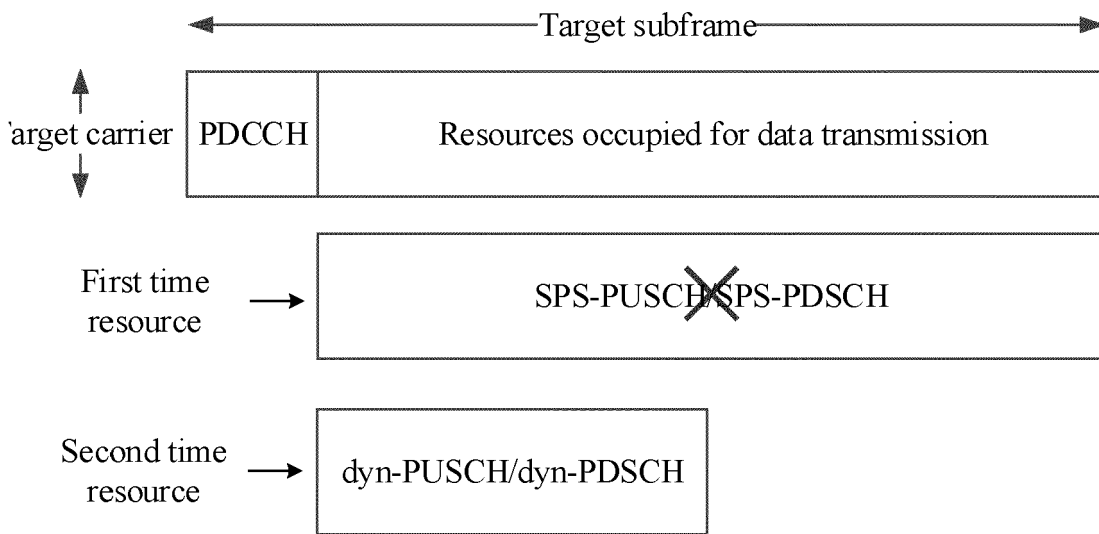 Target subframe
Target carrier
PDCCH
Resources occupied for data transmission
First time
resource
SPS-PUSCH/SPS-PDSCH
Second time
resource
dyn-PUSCH/dyn-PDSCH